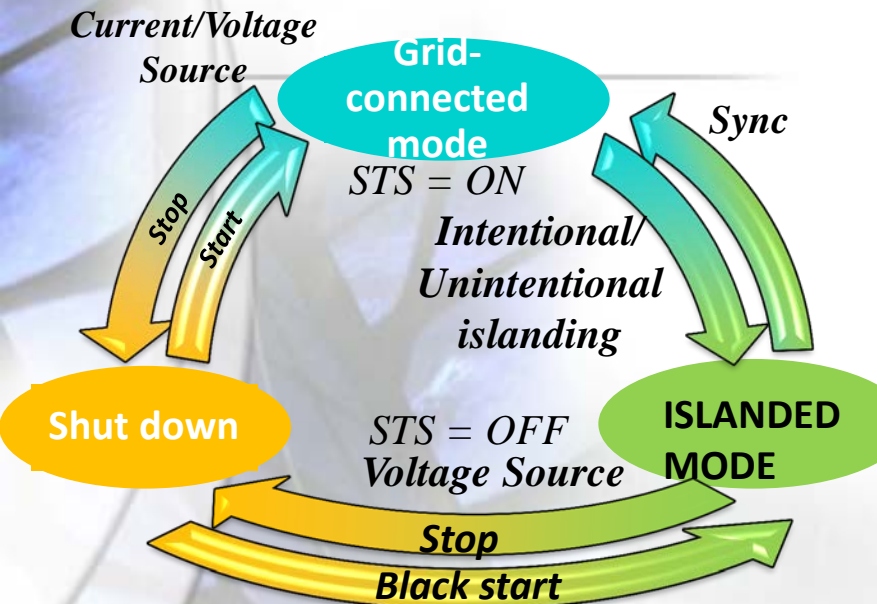 Current/Voltage
Source
Grid-
connected
mode
Sync
STS = ON
Stop
Start
Intentional/
Unintentional
islanding
Shut down
STS = OFF
Voltage Source
ISLANDED
MODE
Stop
Black start